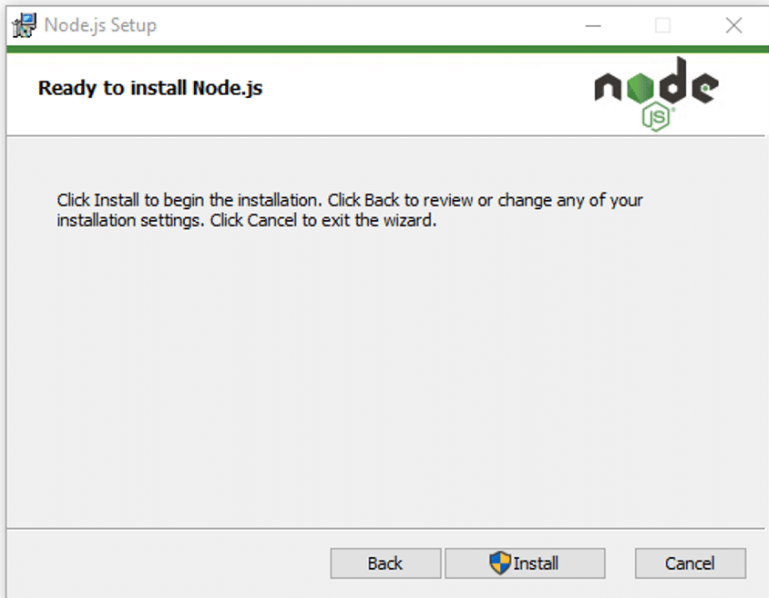 Node.js Setup
Ready to install Node.js
node
JS
Click Install to begin the installation. Click Back to review or change any of your
installation settings. Click Cancel to exit the wizard.
Back
Install
Cancel